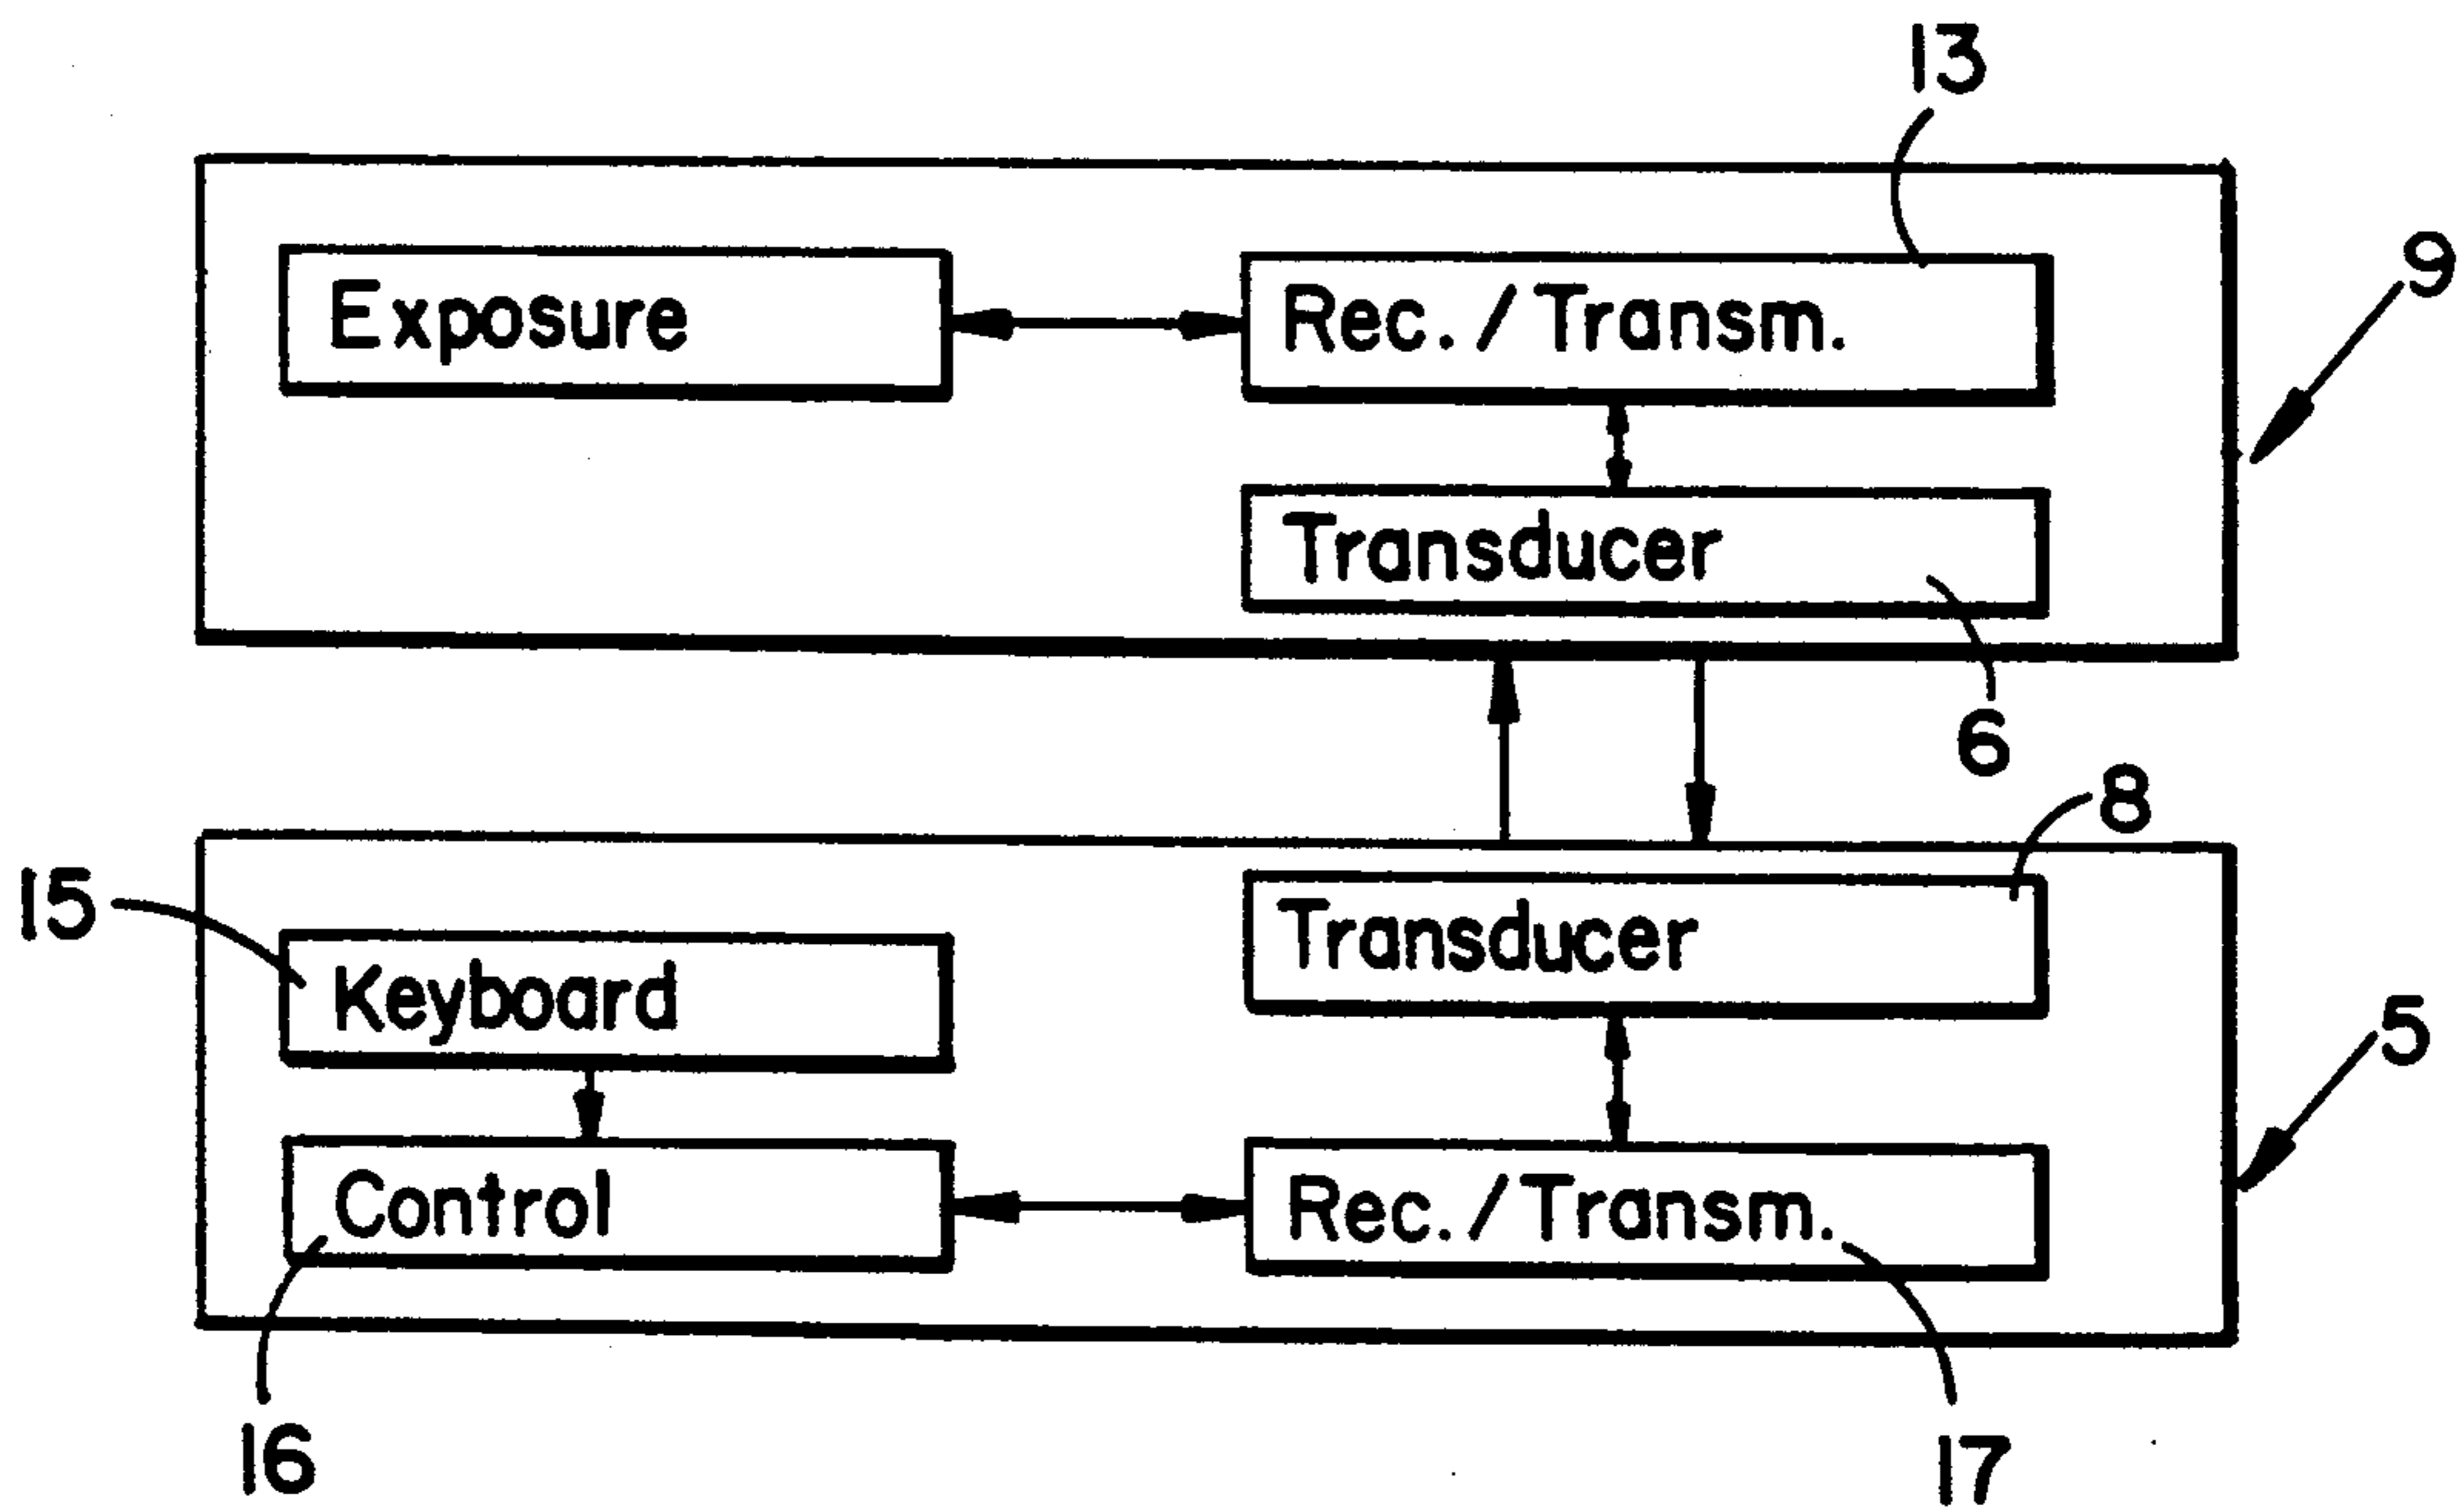 13
Exposure
Rec./Transm.
9
Transducer
6
8
15
Transducer
Keyboard
5
Control
Rec./Transm.
16
17